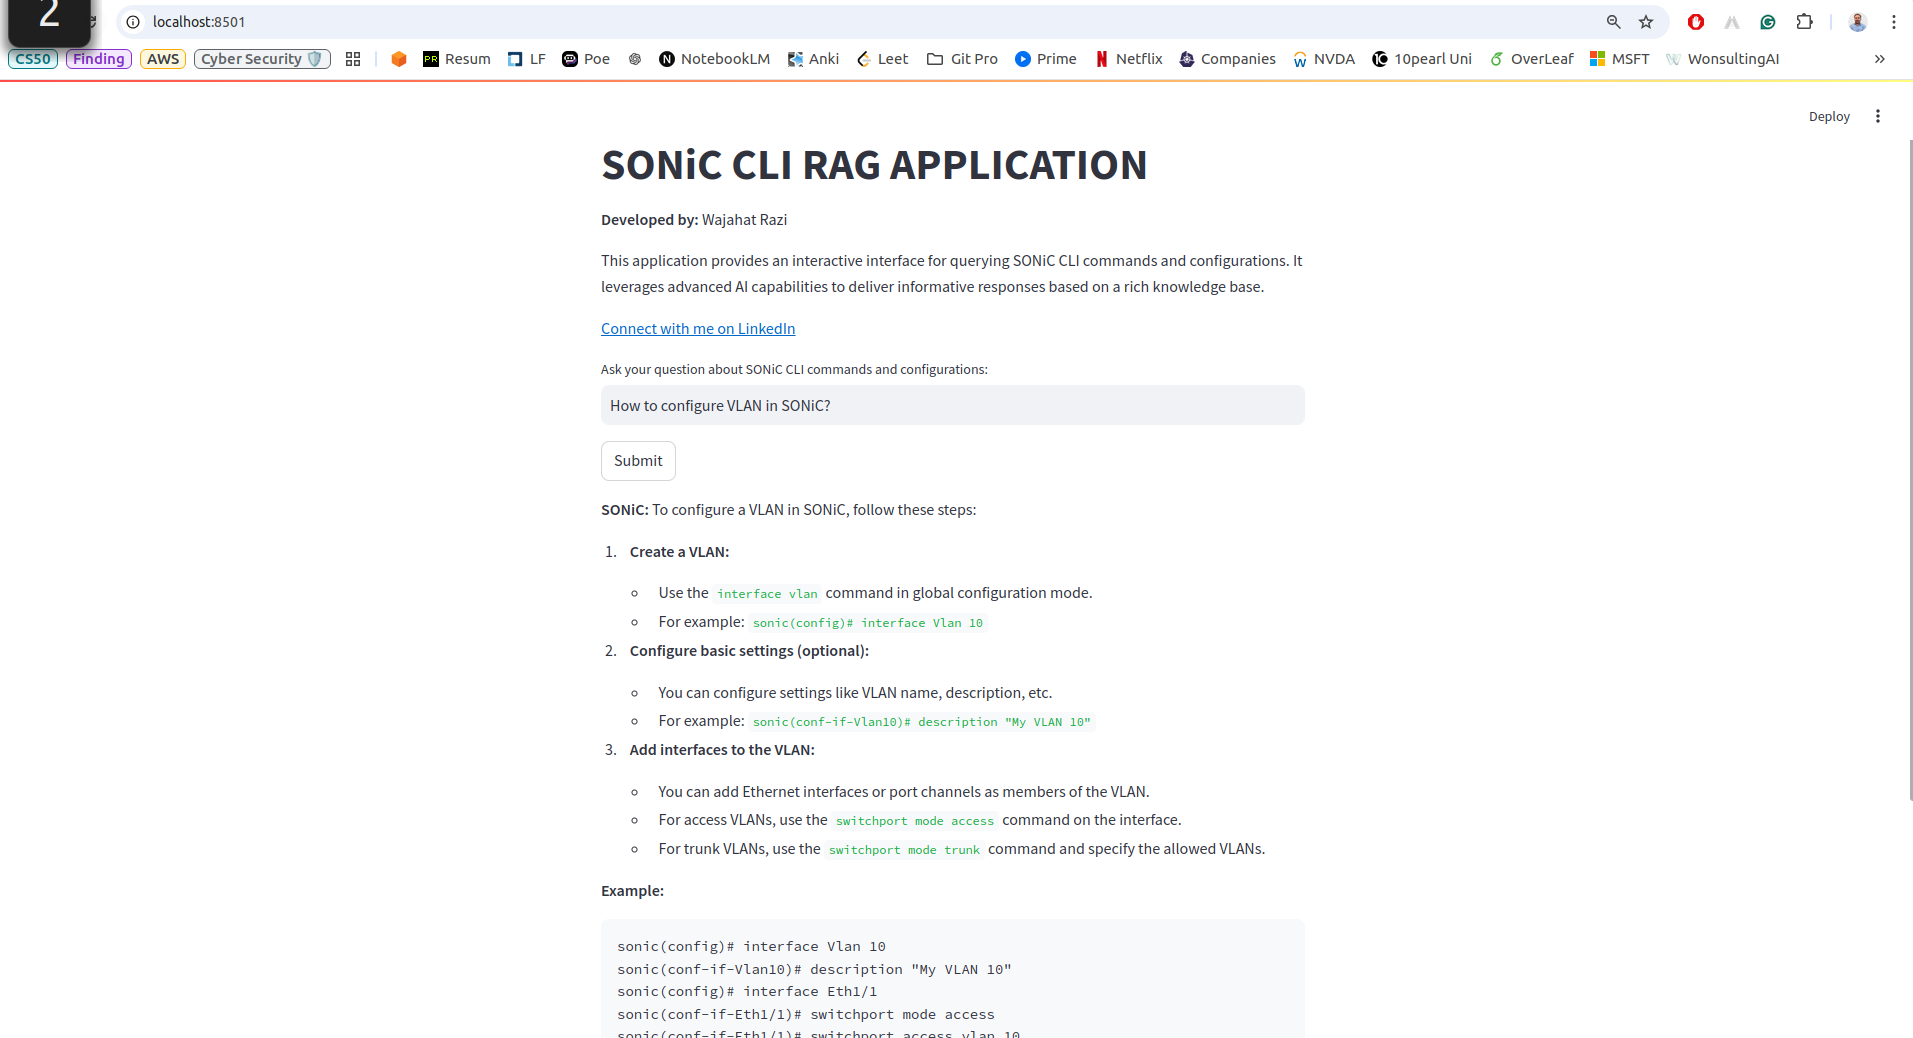 2
localhost:8501
CS50 Finding AWS Cyber Security PR Resum LF Poe NotebookLM Anki Leet Git Pro Prime Netflix Companies NVDA 10pearl Uni OverLeaf MSFT WonsultingAI »
Deploy
SONiC CLI RAG APPLICATION
Developed by: Wajahat Razi
This application provides an interactive interface for querying SONiC CLI commands and configurations. It
leverages advanced AI capabilities to deliver informative responses based on a rich knowledge base.
Connect with me on LinkedIn
Ask your question about SONiC CLI commands and configurations:
How to configure VLAN in SONiC?
Submit
SONiC: To configure a VLAN in SONiC, follow these steps:
1. Create a VLAN:
Use the interface vlan command in global configuration mode.
For example: sonic(config)# interface Vlan 10
2. Configure basic settings (optional):
You can configure settings like VLAN name, description, etc.
For example: sonic(conf-if-Vlan10)# description "My VLAN 10"
3. Add interfaces to the VLAN:
You can add Ethernet interfaces or port channels as members of the VLAN.
For access VLANs, use the switchport mode access command on the interface.
For trunk VLANs, use the switchport mode trunk command and specify the allowed VLANs.
Example:
sonic(config)# interface Vlan 10
sonic(conf-if-Vlan10)# description "My VLAN 10"
sonic(config)# interface Eth1/1
sonic(conf-if-Eth1/1)# switchport mode access
sonic(conf-if-Eth1/1)# switchport access vlan 10